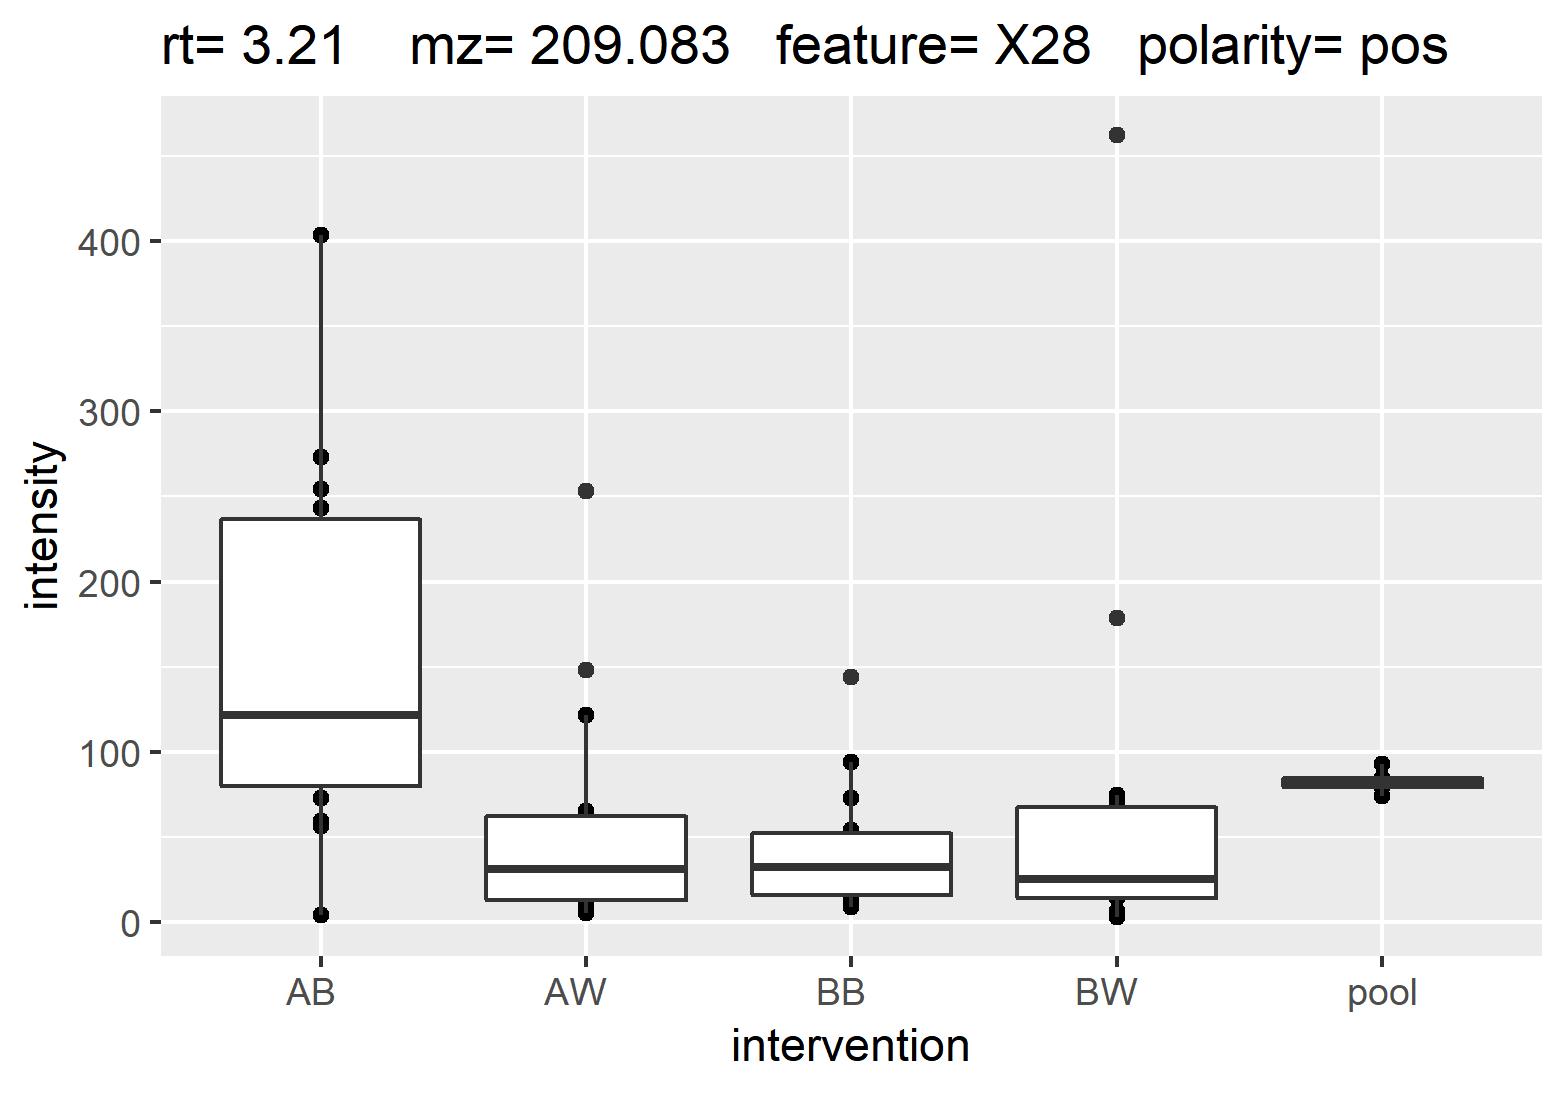 rt= 3.21 mz= 209.083 feature= X28 polarity= pos
intensity
400
300
200
100
0
AB AW BB BW pool
intervention